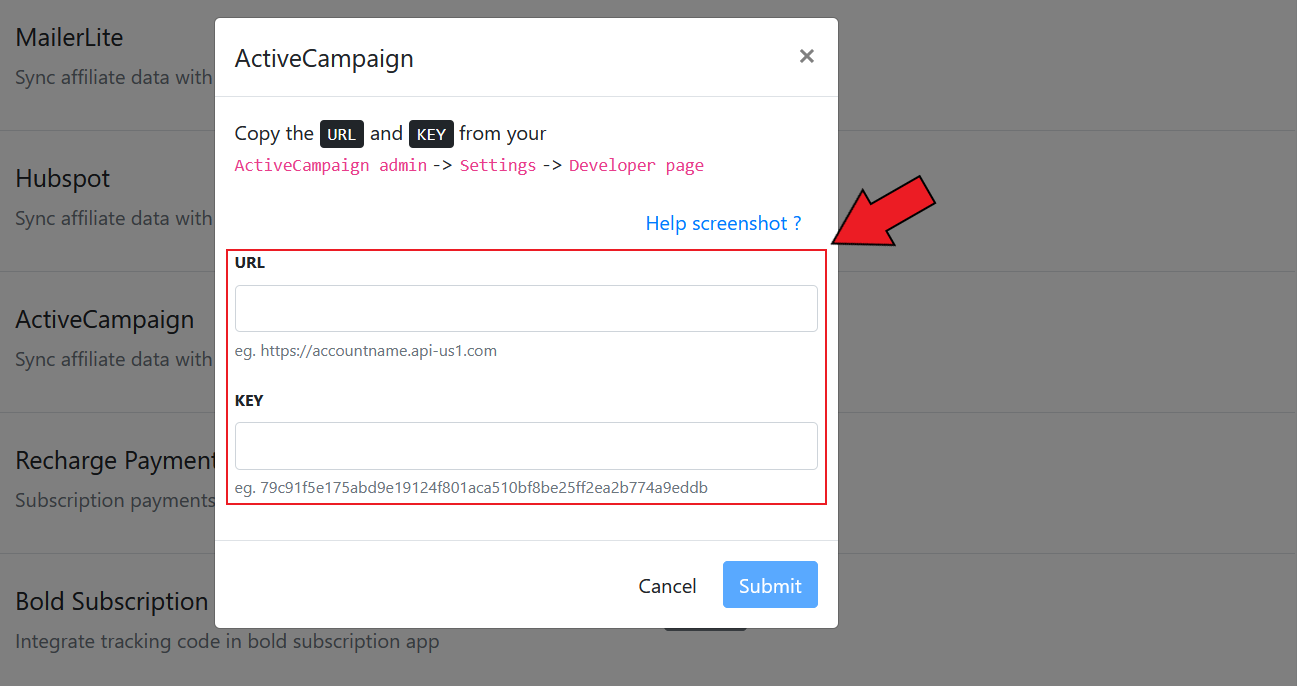 MailerLite
Sync affiliate data with
Hubspot
Sync affiliate data with
ActiveCampaign
Sync affiliate data with
Recharge Payment
Subscription payments
Bold Subscription
Integrate tracking code in bold subscription app
ActiveCampaign ×
Copy the URL and KEY from your
ActiveCampaign admin -> Settings -> Developer page
Help screenshot ?
URL
eg. https://accountname.api-us1.com
KEY
eg. 79c91f5e175abd9e19124f801aca510bf8be25ff2ea2b774a9eddb
Cancel Submit